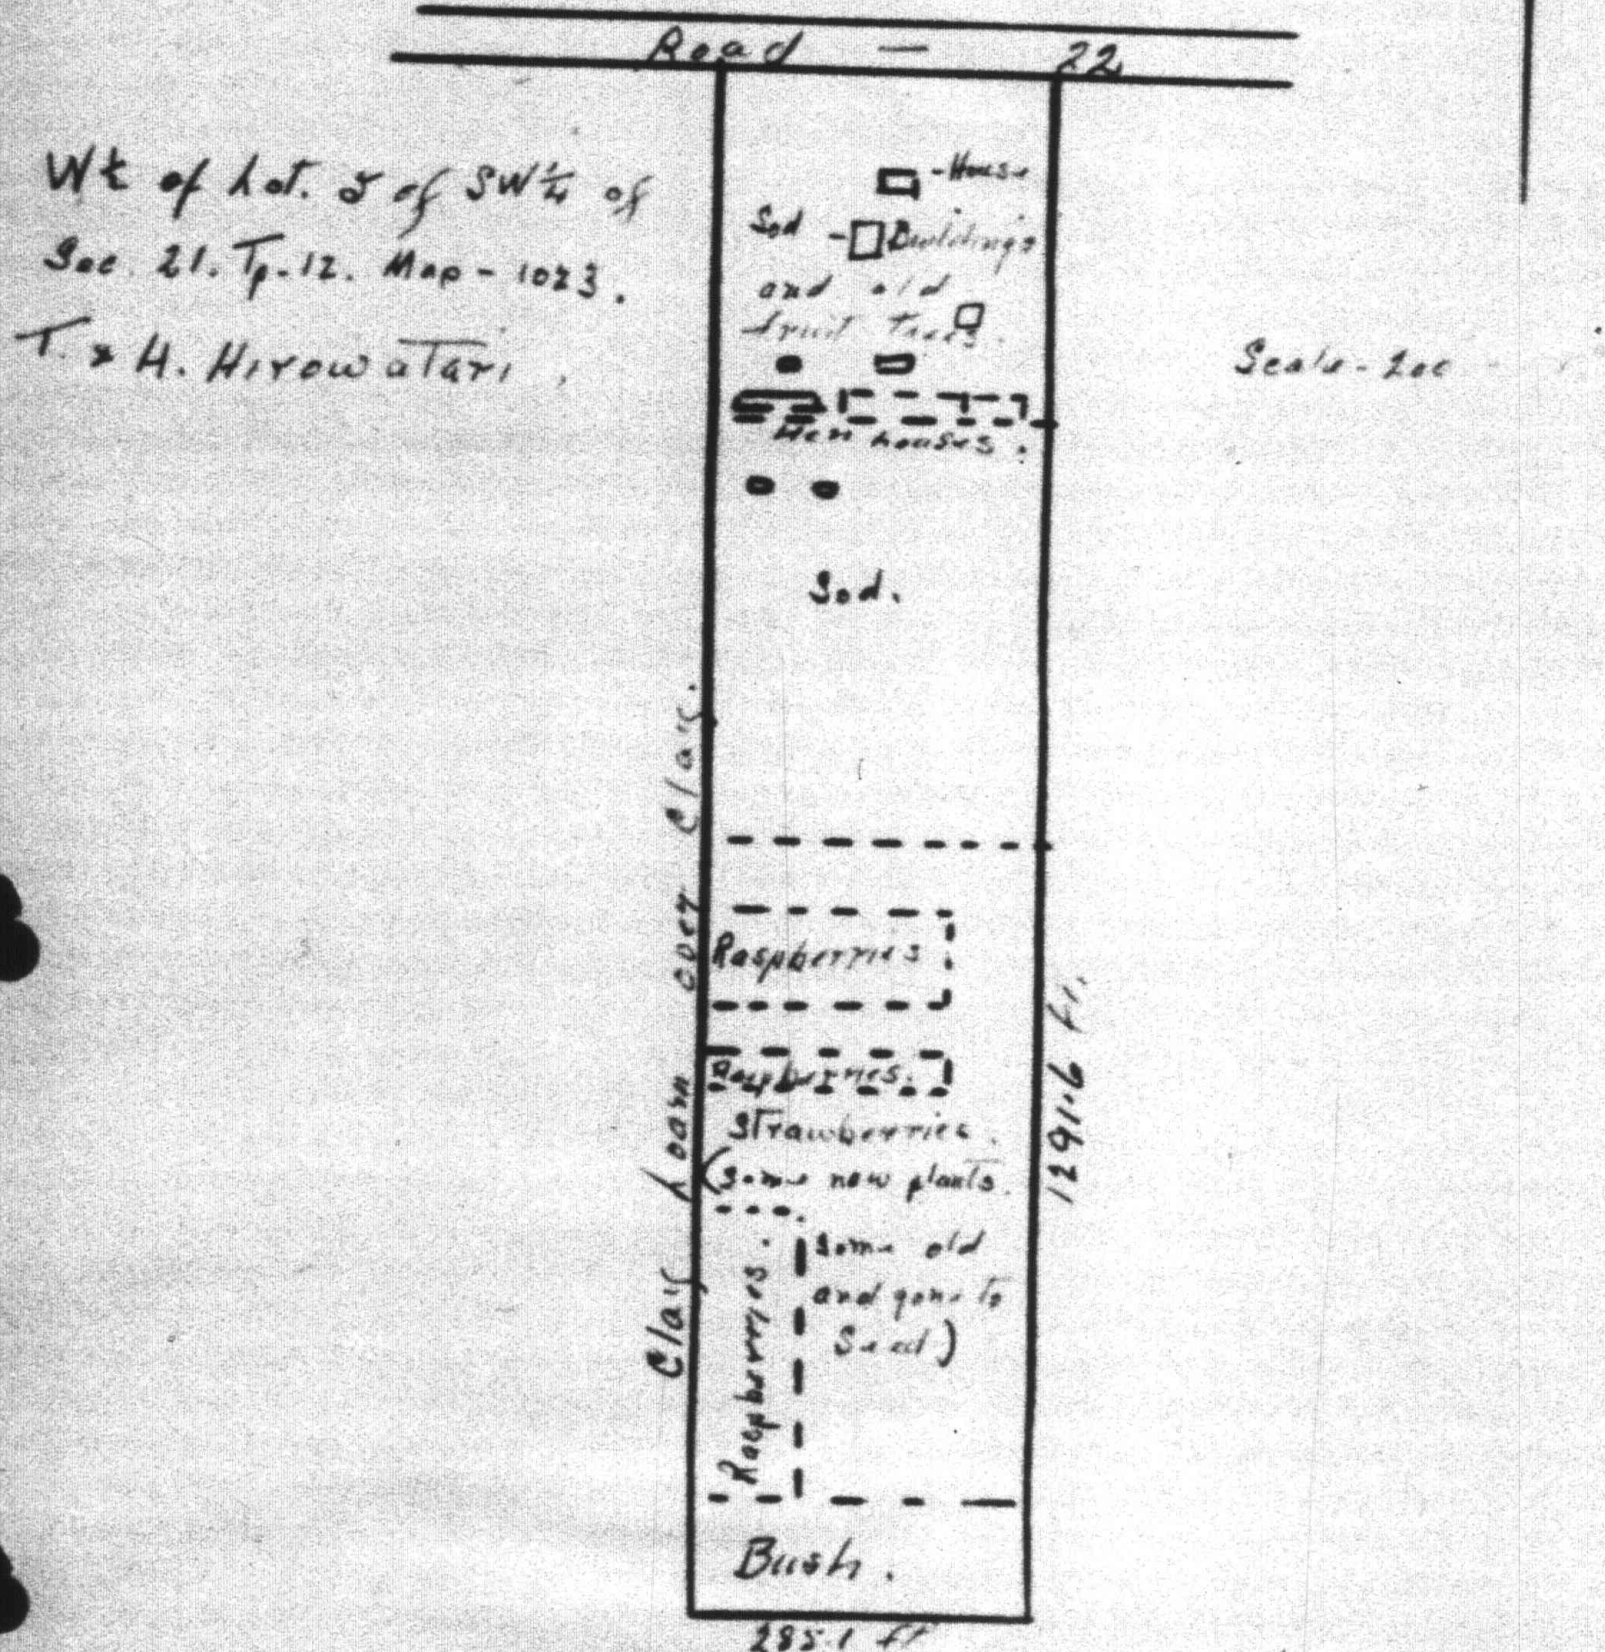 Road — 22
W½ of Lot. 5 of SW¼ of
Sec. 21. Tp-12. Map - 1023.
T. & H. Hirowatari,
-House
Sod - Buildings
and old
fruit trees.
Scale - 200
Hen houses.
Sod.
Clay Loam over Clay.
Raspberries
Raspberries.
Strawberries.
(Some new plants.
Some old
and gone to
Seed)
Raspberries.
1291.6 ft.
Bush.
285.1 ft